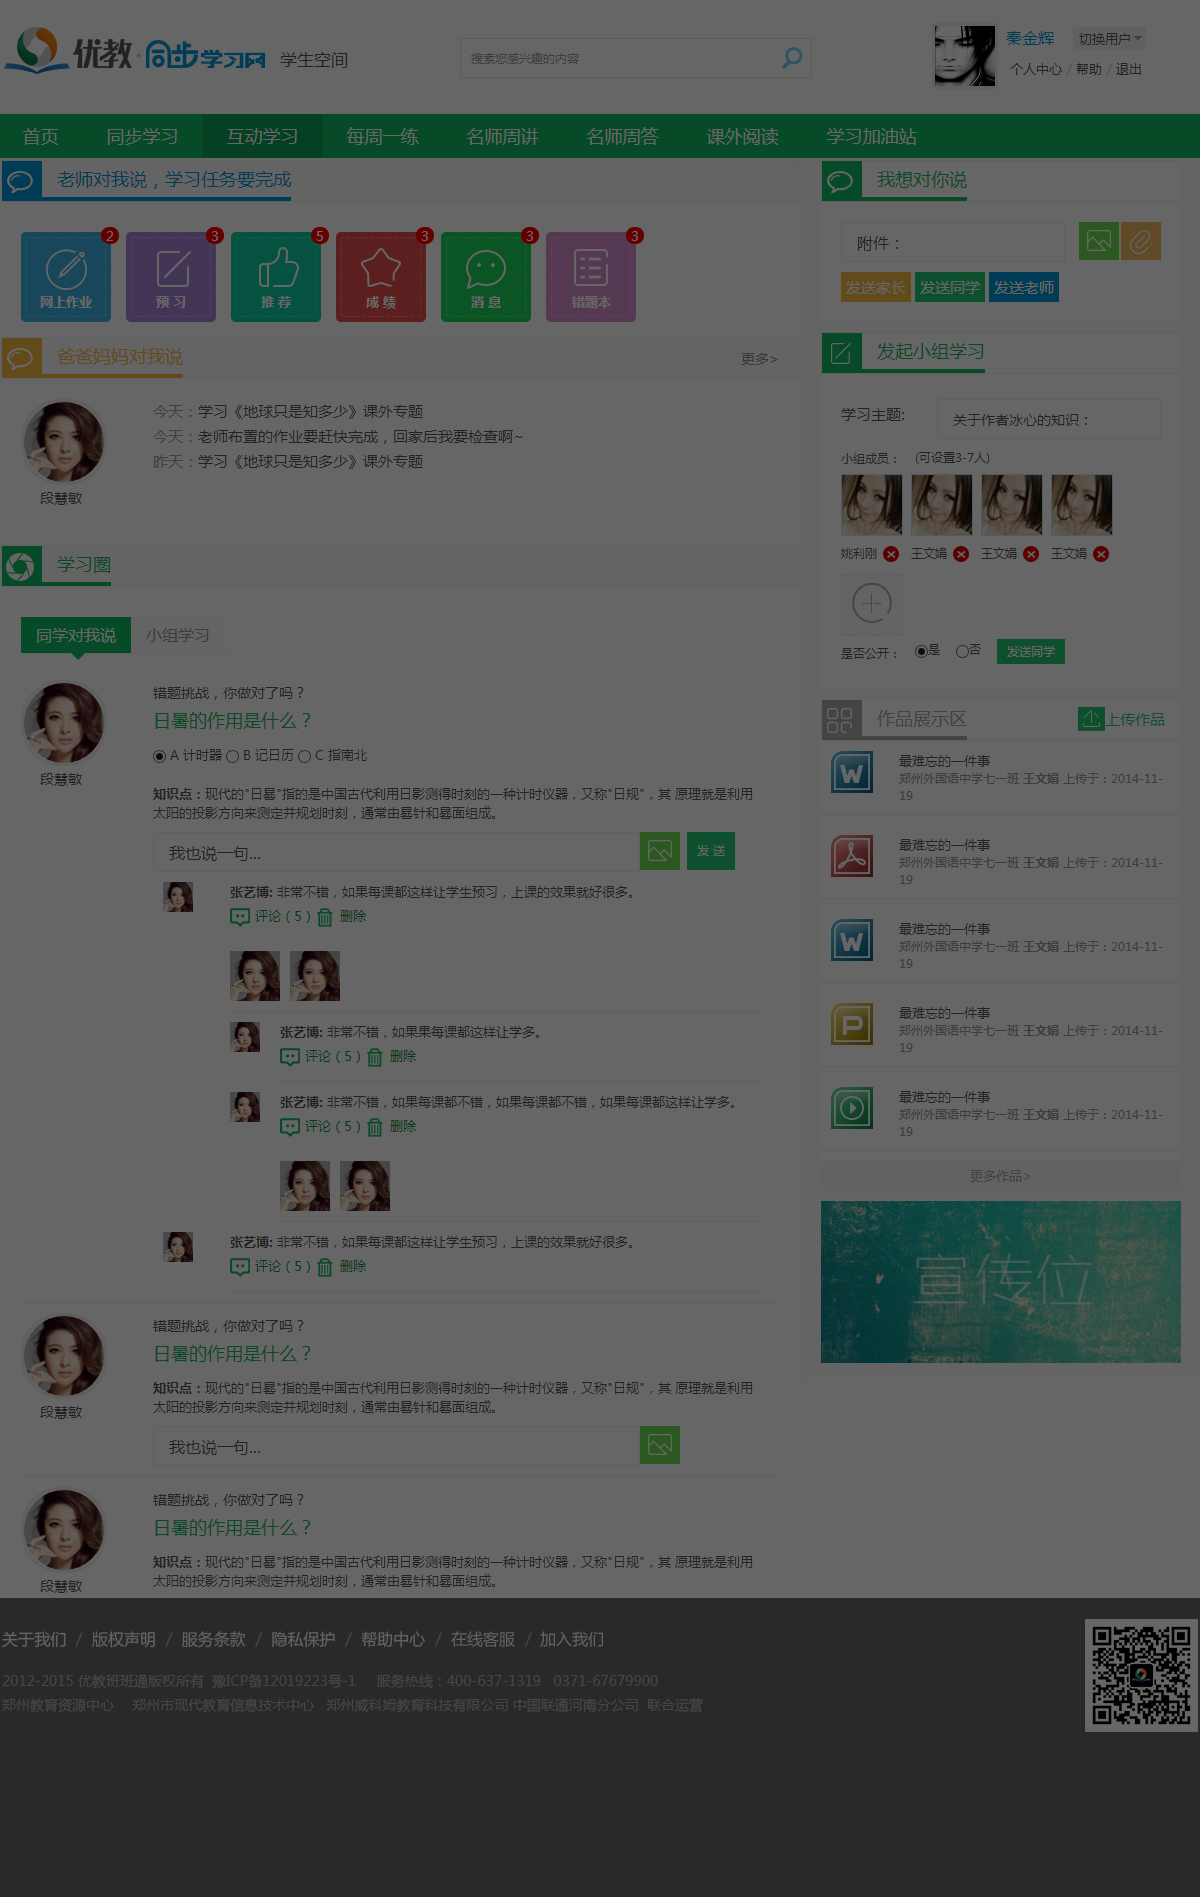 优教·同步学习网 学生空间
搜索您感兴趣的内容
秦金辉 切换用户
个人中心 / 帮助 / 退出
首页 同步学习 互动学习 每周一练 名师周讲 名师周答 课外阅读 学习加油站
老师对我说，学习任务要完成
2 3 5 3 3 3
网上作业 预 习 推 荐 成 绩 消 息 错题本
爸爸妈妈对我说 更多>
今天：学习《地球只是知多少》课外专题
今天：老师布置的作业要赶快完成，回家后我要检查啊~
昨天：学习《地球只是知多少》课外专题
段慧敏
学习圈
同学对我说 小组学习
错题挑战，你做对了吗？
日暑的作用是什么？
A 计时器 B 记日历 C 指南北
段慧敏
知识点：现代的"日晷"指的是中国古代利用日影测得时刻的一种计时仪器，又称"日规"，其 原理就是利用
太阳的投影方向来测定并规划时刻，通常由晷针和晷面组成。
我也说一句... 发 送
张艺博: 非常不错，如果每课都这样让学生预习，上课的效果就好很多。
评论（5） 删除
张艺博: 非常不错，如果果每课都这样让学多。
评论（5） 删除
张艺博: 非常不错，如果每课都不错，如果每课都不错，如果每课都这样让学多。
评论（5） 删除
张艺博: 非常不错，如果每课都这样让学生预习，上课的效果就好很多。
评论（5） 删除
错题挑战，你做对了吗？
日暑的作用是什么？
知识点：现代的"日晷"指的是中国古代利用日影测得时刻的一种计时仪器，又称"日规"，其 原理就是利用
太阳的投影方向来测定并规划时刻，通常由晷针和晷面组成。
段慧敏
我也说一句...
错题挑战，你做对了吗？
日暑的作用是什么？
知识点：现代的"日晷"指的是中国古代利用日影测得时刻的一种计时仪器，又称"日规"，其 原理就是利用
太阳的投影方向来测定并规划时刻，通常由晷针和晷面组成。
段慧敏
我想对你说
附件：
发送家长 发送同学 发送老师
发起小组学习
学习主题: 关于作者冰心的知识：
小组成员： (可设置3-7人)
姚利刚 王文娟 王文娟 王文娟
是否公开： 是 否 发送同学
作品展示区 上传作品
最难忘的一件事
郑州外国语中学七一班 王文娟 上传于：2014-11-
19
最难忘的一件事
郑州外国语中学七一班 王文娟 上传于：2014-11-
19
最难忘的一件事
郑州外国语中学七一班 王文娟 上传于：2014-11-
19
最难忘的一件事
郑州外国语中学七一班 王文娟 上传于：2014-11-
19
最难忘的一件事
郑州外国语中学七一班 王文娟 上传于：2014-11-
19
更多作品>
宣传位
关于我们 / 版权声明 / 服务条款 / 隐私保护 / 帮助中心 / 在线客服 / 加入我们
2012-2015 优教班班通版权所有 豫ICP备12019223号-1 服务热线：400-637-1319 0371-67679900
郑州教育资源中心 郑州市现代教育信息技术中心 郑州威科姆教育科技有限公司 中国联通河南分公司 联合运营